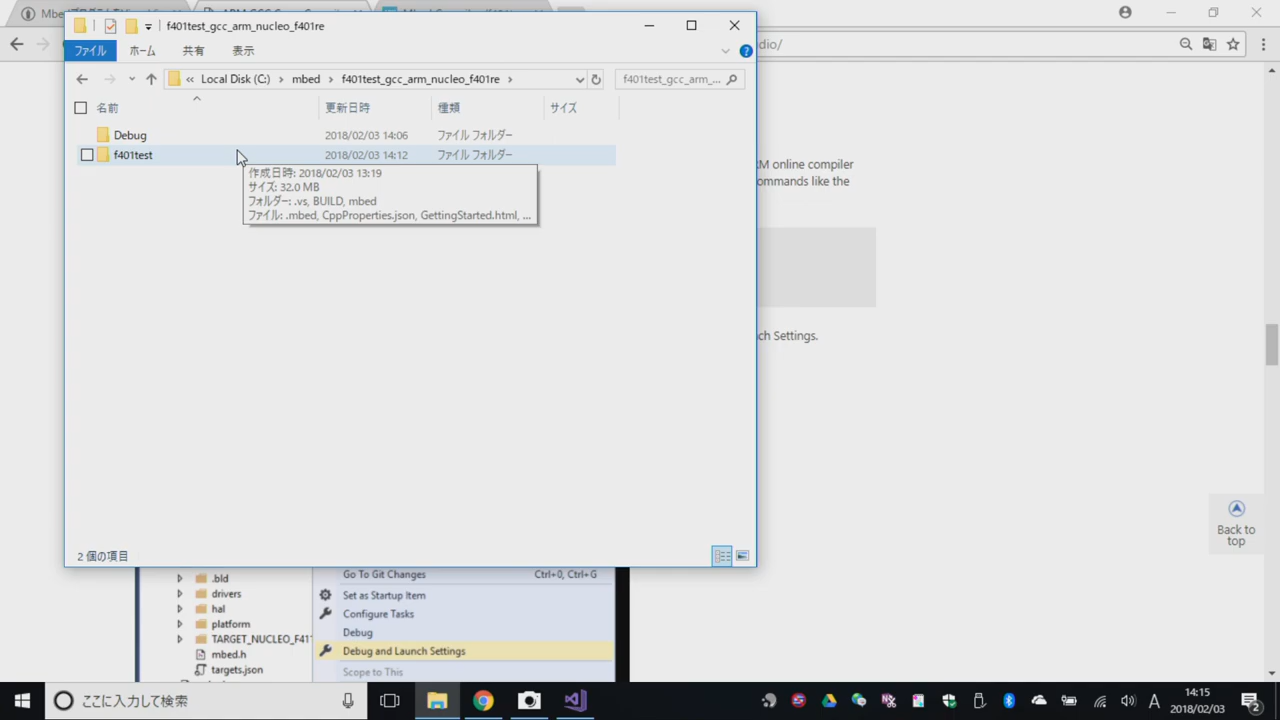 f401test_gcc_arm_nucleo_f401re
ファイル
ホーム
共有
表示
« Local Disk (C:) › mbed › f401test_gcc_arm_nucleo_f401re ›
f401test_gcc_arm_...
名前
更新日時
種類
サイズ
Debug 2018/02/03 14:06 ファイル フォルダー
f401test 2018/02/03 14:12 ファイル フォルダー
作成日時: 2018/02/03 13:19
サイズ: 32.0 MB
フォルダー: .vs, BUILD, mbed
ファイル: .mbed, CppProperties.json, GettingStarted.html, ...
2 個の項目
dio/
RM online compiler
ommands like the
ch Settings.
Back to
top
.bld
drivers
hal
platform
TARGET_NUCLEO_F41
mbed.h
targets.json
Go To Git Changes Ctrl+0, Ctrl+G
Set as Startup Item
Configure Tasks
Debug
Debug and Launch Settings
Scope to This
ここに入力して検索
A
14:15
2018/02/03
2